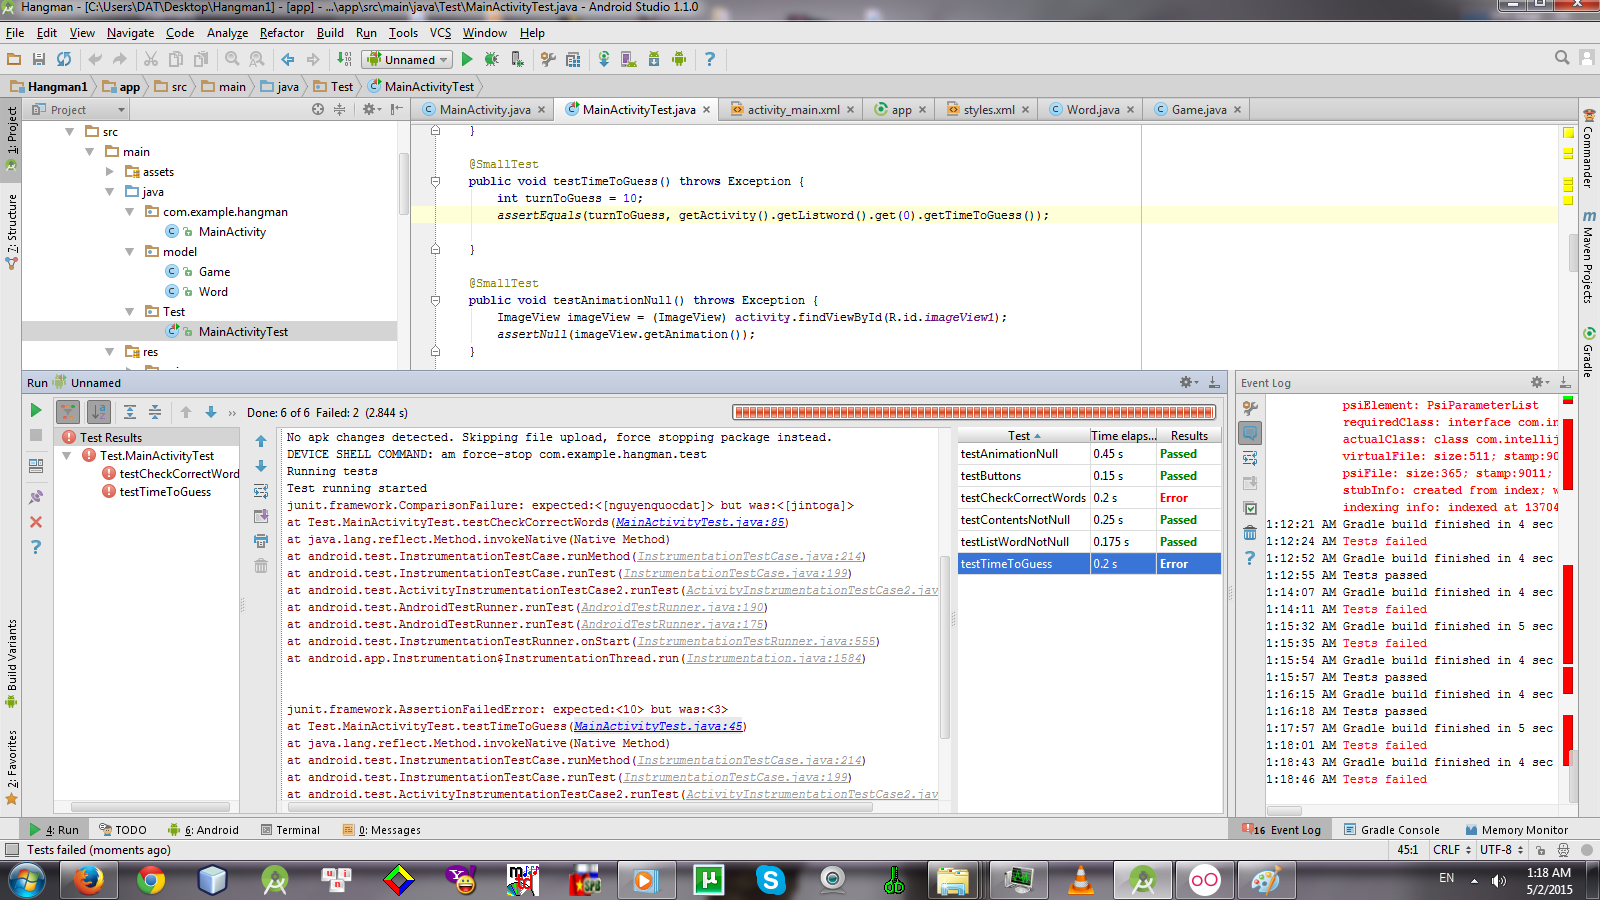 Hangman - [C:\Users\DAT\Desktop\Hangman1] - [app] - ...\app\src\main\java\Test\MainActivityTest.java - Android Studio 1.1.0
File Edit View Navigate Code Analyze Refactor Build Run Tools VCS Window Help
Unnamed
Hangman1 app src main java Test MainActivityTest
Project
MainActivity.java MainActivityTest.java activity_main.xml app styles.xml Word.java Game.java
1: Project
7: Structure
Build Variants
2: Favorites
src
main
assets
java
com.example.hangman
MainActivity
model
Game
Word
Test
MainActivityTest
res
}
@SmallTest
public void testTimeToGuess() throws Exception {
int turnToGuess = 10;
assertEquals(turnToGuess, getActivity().getListword().get(0).getTimeToGuess());
}
@SmallTest
public void testAnimationNull() throws Exception {
ImageView imageView = (ImageView) activity.findViewById(R.id.imageView1);
assertNull(imageView.getAnimation());
}
Commander
Maven Projects
Gradle
Run Unnamed
Done: 6 of 6 Failed: 2 (2.844 s)
Test Results
Test.MainActivityTest
testCheckCorrectWord
testTimeToGuess
No apk changes detected. Skipping file upload, force stopping package instead.
DEVICE SHELL COMMAND: am force-stop com.example.hangman.test
Running tests
Test running started
junit.framework.ComparisonFailure: expected:<[nguyenquocdat]> but was:<[jintoga]>
at Test.MainActivityTest.testCheckCorrectWords(MainActivityTest.java:85)
at java.lang.reflect.Method.invokeNative(Native Method)
at android.test.InstrumentationTestCase.runMethod(InstrumentationTestCase.java:214)
at android.test.InstrumentationTestCase.runTest(InstrumentationTestCase.java:199)
at android.test.ActivityInstrumentationTestCase2.runTest(ActivityInstrumentationTestCase2.jav
at android.test.AndroidTestRunner.runTest(AndroidTestRunner.java:190)
at android.test.AndroidTestRunner.runTest(AndroidTestRunner.java:175)
at android.test.InstrumentationTestRunner.onStart(InstrumentationTestRunner.java:555)
at android.app.Instrumentation$InstrumentationThread.run(Instrumentation.java:1584)
junit.framework.AssertionFailedError: expected:<10> but was:<3>
at Test.MainActivityTest.testTimeToGuess(MainActivityTest.java:45)
at java.lang.reflect.Method.invokeNative(Native Method)
at android.test.InstrumentationTestCase.runMethod(InstrumentationTestCase.java:214)
at android.test.InstrumentationTestCase.runTest(InstrumentationTestCase.java:199)
at android.test.ActivityInstrumentationTestCase2.runTest(ActivityInstrumentationTestCase2.jav
Test Time elaps... Results
testAnimationNull 0.45 s Passed
testButtons 0.15 s Passed
testCheckCorrectWords 0.2 s Error
testContentsNotNull 0.25 s Passed
testListWordNotNull 0.175 s Passed
testTimeToGuess 0.2 s Error
Event Log
psiElement: PsiParameterList
requiredClass: interface com.in
actualClass: class com.intellij
virtualFile: size:511; stamp:90
psiFile: size:365; stamp:9011;
stubInfo: created from index; w
indexing info: indexed at 13704
1:12:21 AM Gradle build finished in 4 sec
1:12:24 AM Tests failed
1:12:52 AM Gradle build finished in 4 sec
1:12:55 AM Tests passed
1:14:07 AM Gradle build finished in 4 sec
1:14:11 AM Tests failed
1:15:32 AM Gradle build finished in 5 sec
1:15:35 AM Tests failed
1:15:54 AM Gradle build finished in 4 sec
1:15:57 AM Tests passed
1:16:15 AM Gradle build finished in 4 sec
1:16:18 AM Tests passed
1:17:57 AM Gradle build finished in 5 sec
1:18:01 AM Tests failed
1:18:43 AM Gradle build finished in 4 sec
1:18:46 AM Tests failed
4: Run TODO 6: Android Terminal 0: Messages 16 Event Log Gradle Console Memory Monitor
Tests failed (moments ago) 45:1 CRLF UTF-8
EN 1:18 AM
5/2/2015